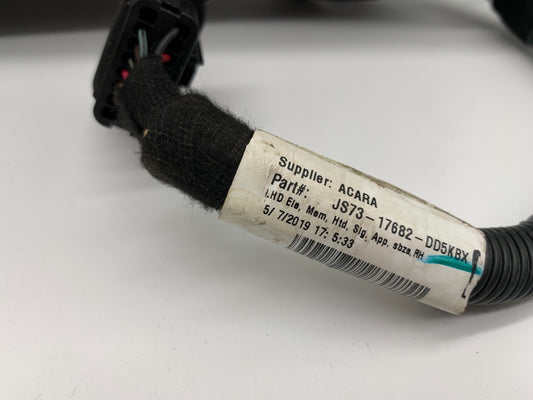 Supplier: ACARA
Part#: JS73-17682-DD5KBX
LHD Ele, Mem, Htd, Sig, App, sbza, RH
5/ 7/2019 17: 5:33